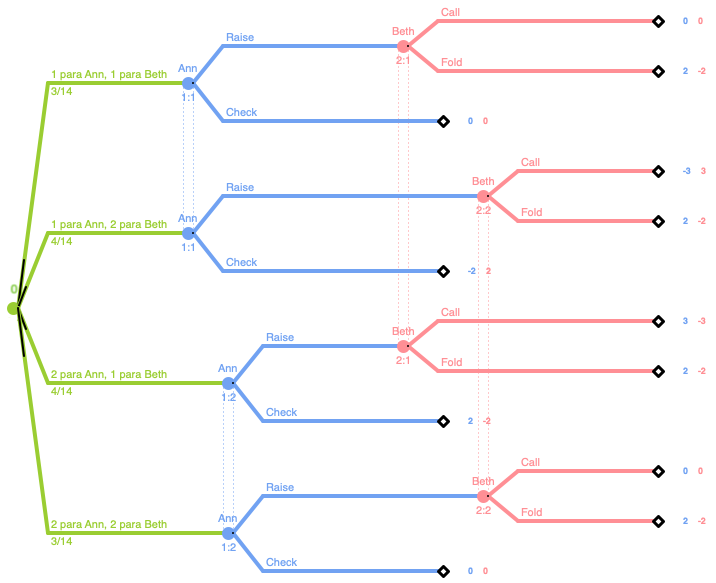 Call
Raise
Beth
0 0
Ann
2:1
Fold
1 para Ann, 1 para Beth
2 -2
3/14
1:1
Check
0 0
Call
Raise
Beth
-3 3
Ann
2:2
Fold
1 para Ann, 2 para Beth
2 -2
4/14
1:1
Check
-2 2
0
Call
Raise
Beth
3 -3
Ann
2:1
Fold
2 para Ann, 1 para Beth
2 -2
4/14
1:2
Check
2 -2
Call
Raise
Beth
0 0
Ann
2:2
Fold
2 para Ann, 2 para Beth
2 -2
3/14
1:2
Check
0 0